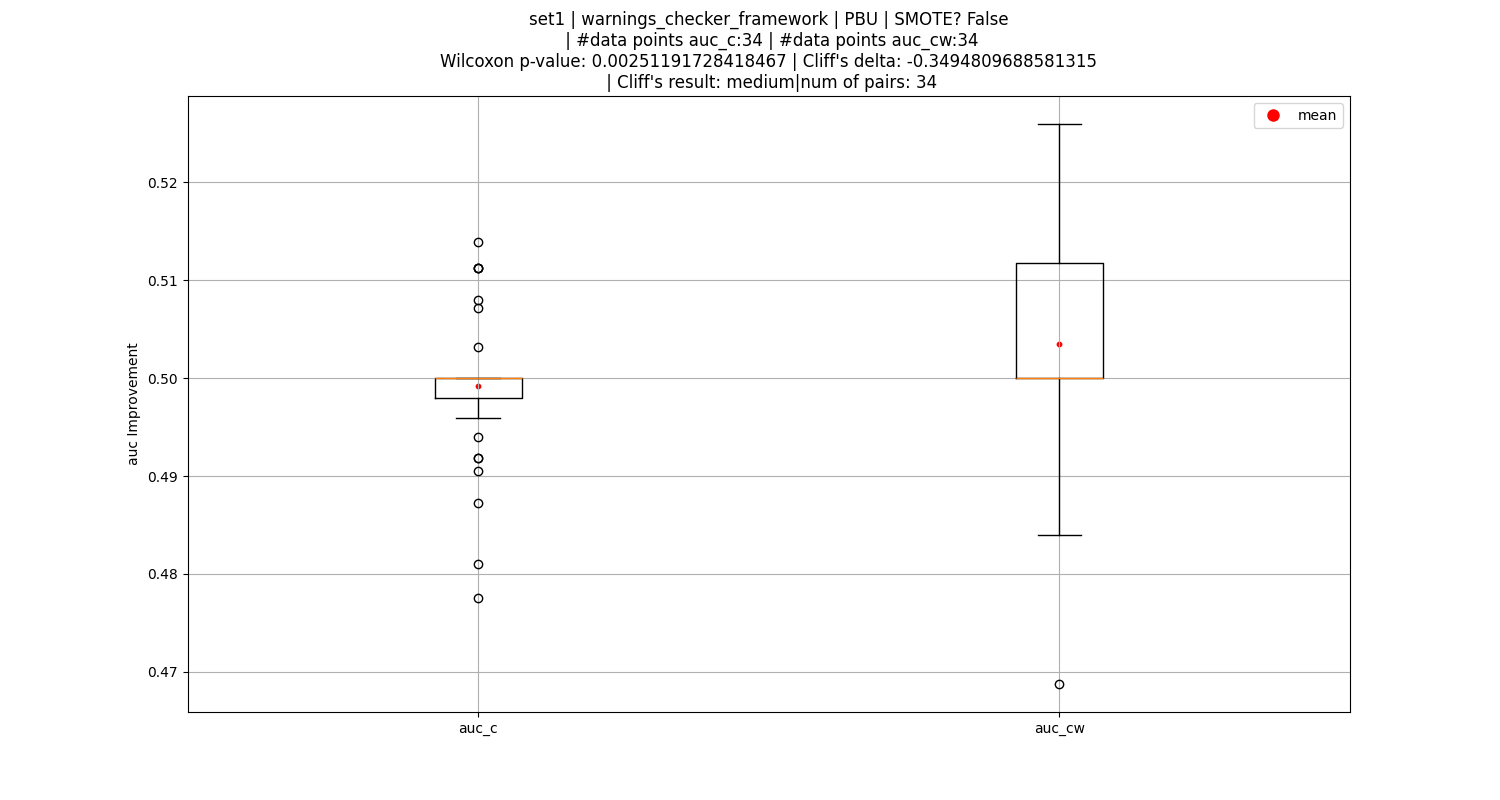 set1 | warnings_checker_framework | PBU | SMOTE? False
| #data points auc_c:34 | #data points auc_cw:34
Wilcoxon p-value: 0.00251191728418467 | Cliff's delta: -0.3494809688581315
| Cliff's result: medium|num of pairs: 34
mean
auc Improvement
0.52
0.51
0.50
0.49
0.48
0.47
auc_c
auc_cw